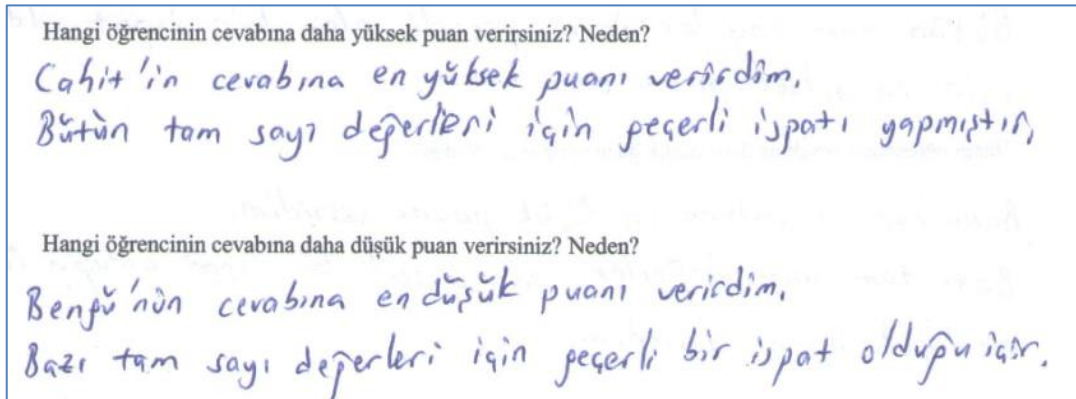 Hangi öğrencinin cevabına daha yüksek puan verirsiniz? Neden?
Cahit'in cevabına en yüksek puanı verirdim.
Bütün tam sayı değerleri için geçerli ispatı yapmıştır.
Hangi öğrencinin cevabına daha düşük puan verirsiniz? Neden?
Bengü'nün cevabına en düşük puanı verirdim.
Bazı tam sayı değerleri için geçerli bir ispat olduğu için.